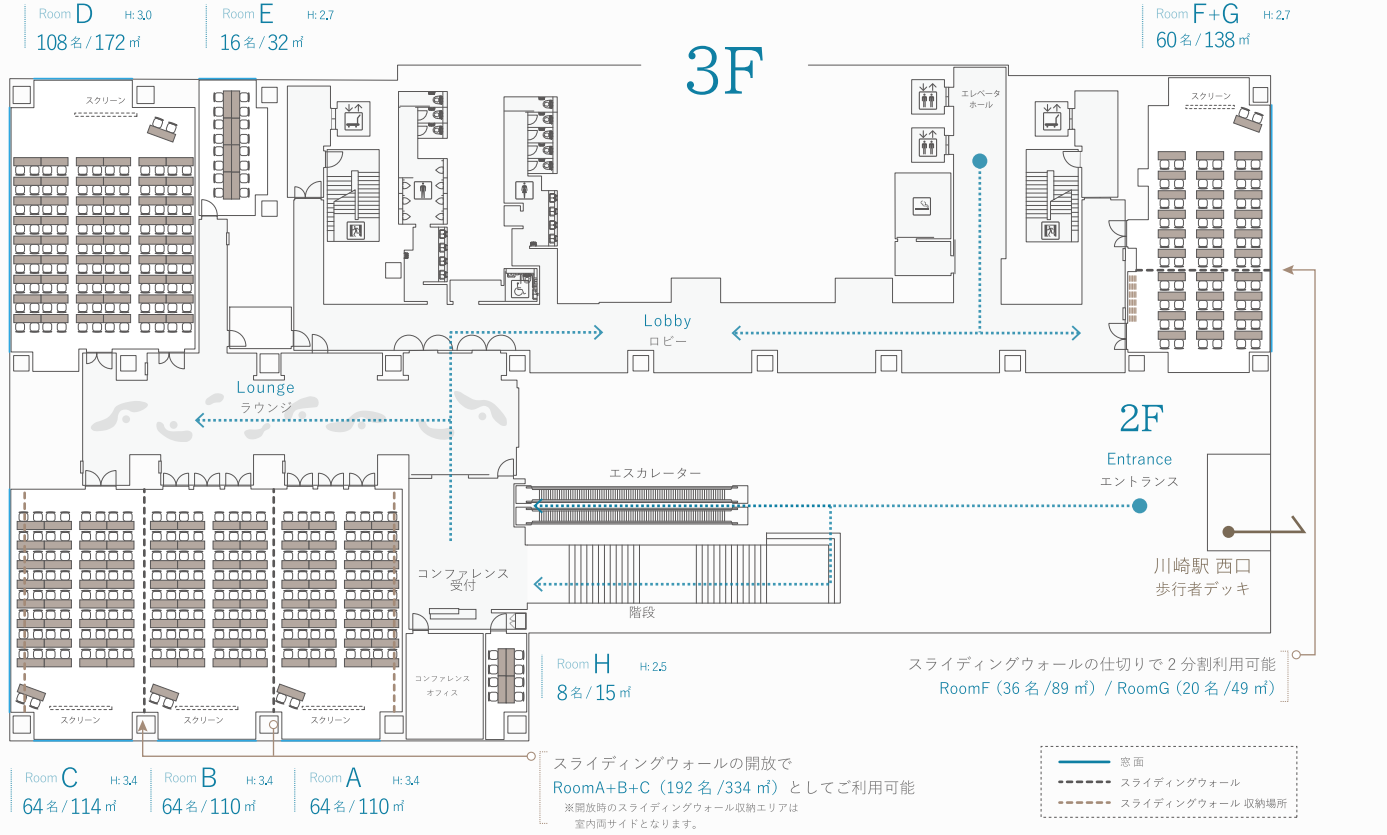 Room D H: 3.0
108名/172㎡
Room E H: 2.7
16名/32㎡
3F
Room F+G H: 2.7
60名/138㎡
スクリーン
エレベータ
ホール
スクリーン
Lobby
ロビー
Lounge
ラウンジ
2F
Entrance
エントランス
エスカレーター
川崎駅 西口
歩行者デッキ
コンファレンス
受付
階段
コンファレンス
オフィス
Room H H: 2.5
8名/15㎡
スライディングウォールの仕切りで2分割利用可能
RoomF（36名/89㎡）/ RoomG（20名/49㎡）
スクリーン
スクリーン
スクリーン
Room C H: 3.4
64名/114㎡
Room B H: 3.4
64名/110㎡
Room A H: 3.4
64名/110㎡
スライディングウォールの開放で
RoomA+B+C（192名/334㎡）としてご利用可能
※開放時のスライディングウォール収納エリアは
室内両サイドとなります。
窓面
スライディングウォール
スライディングウォール 収納場所